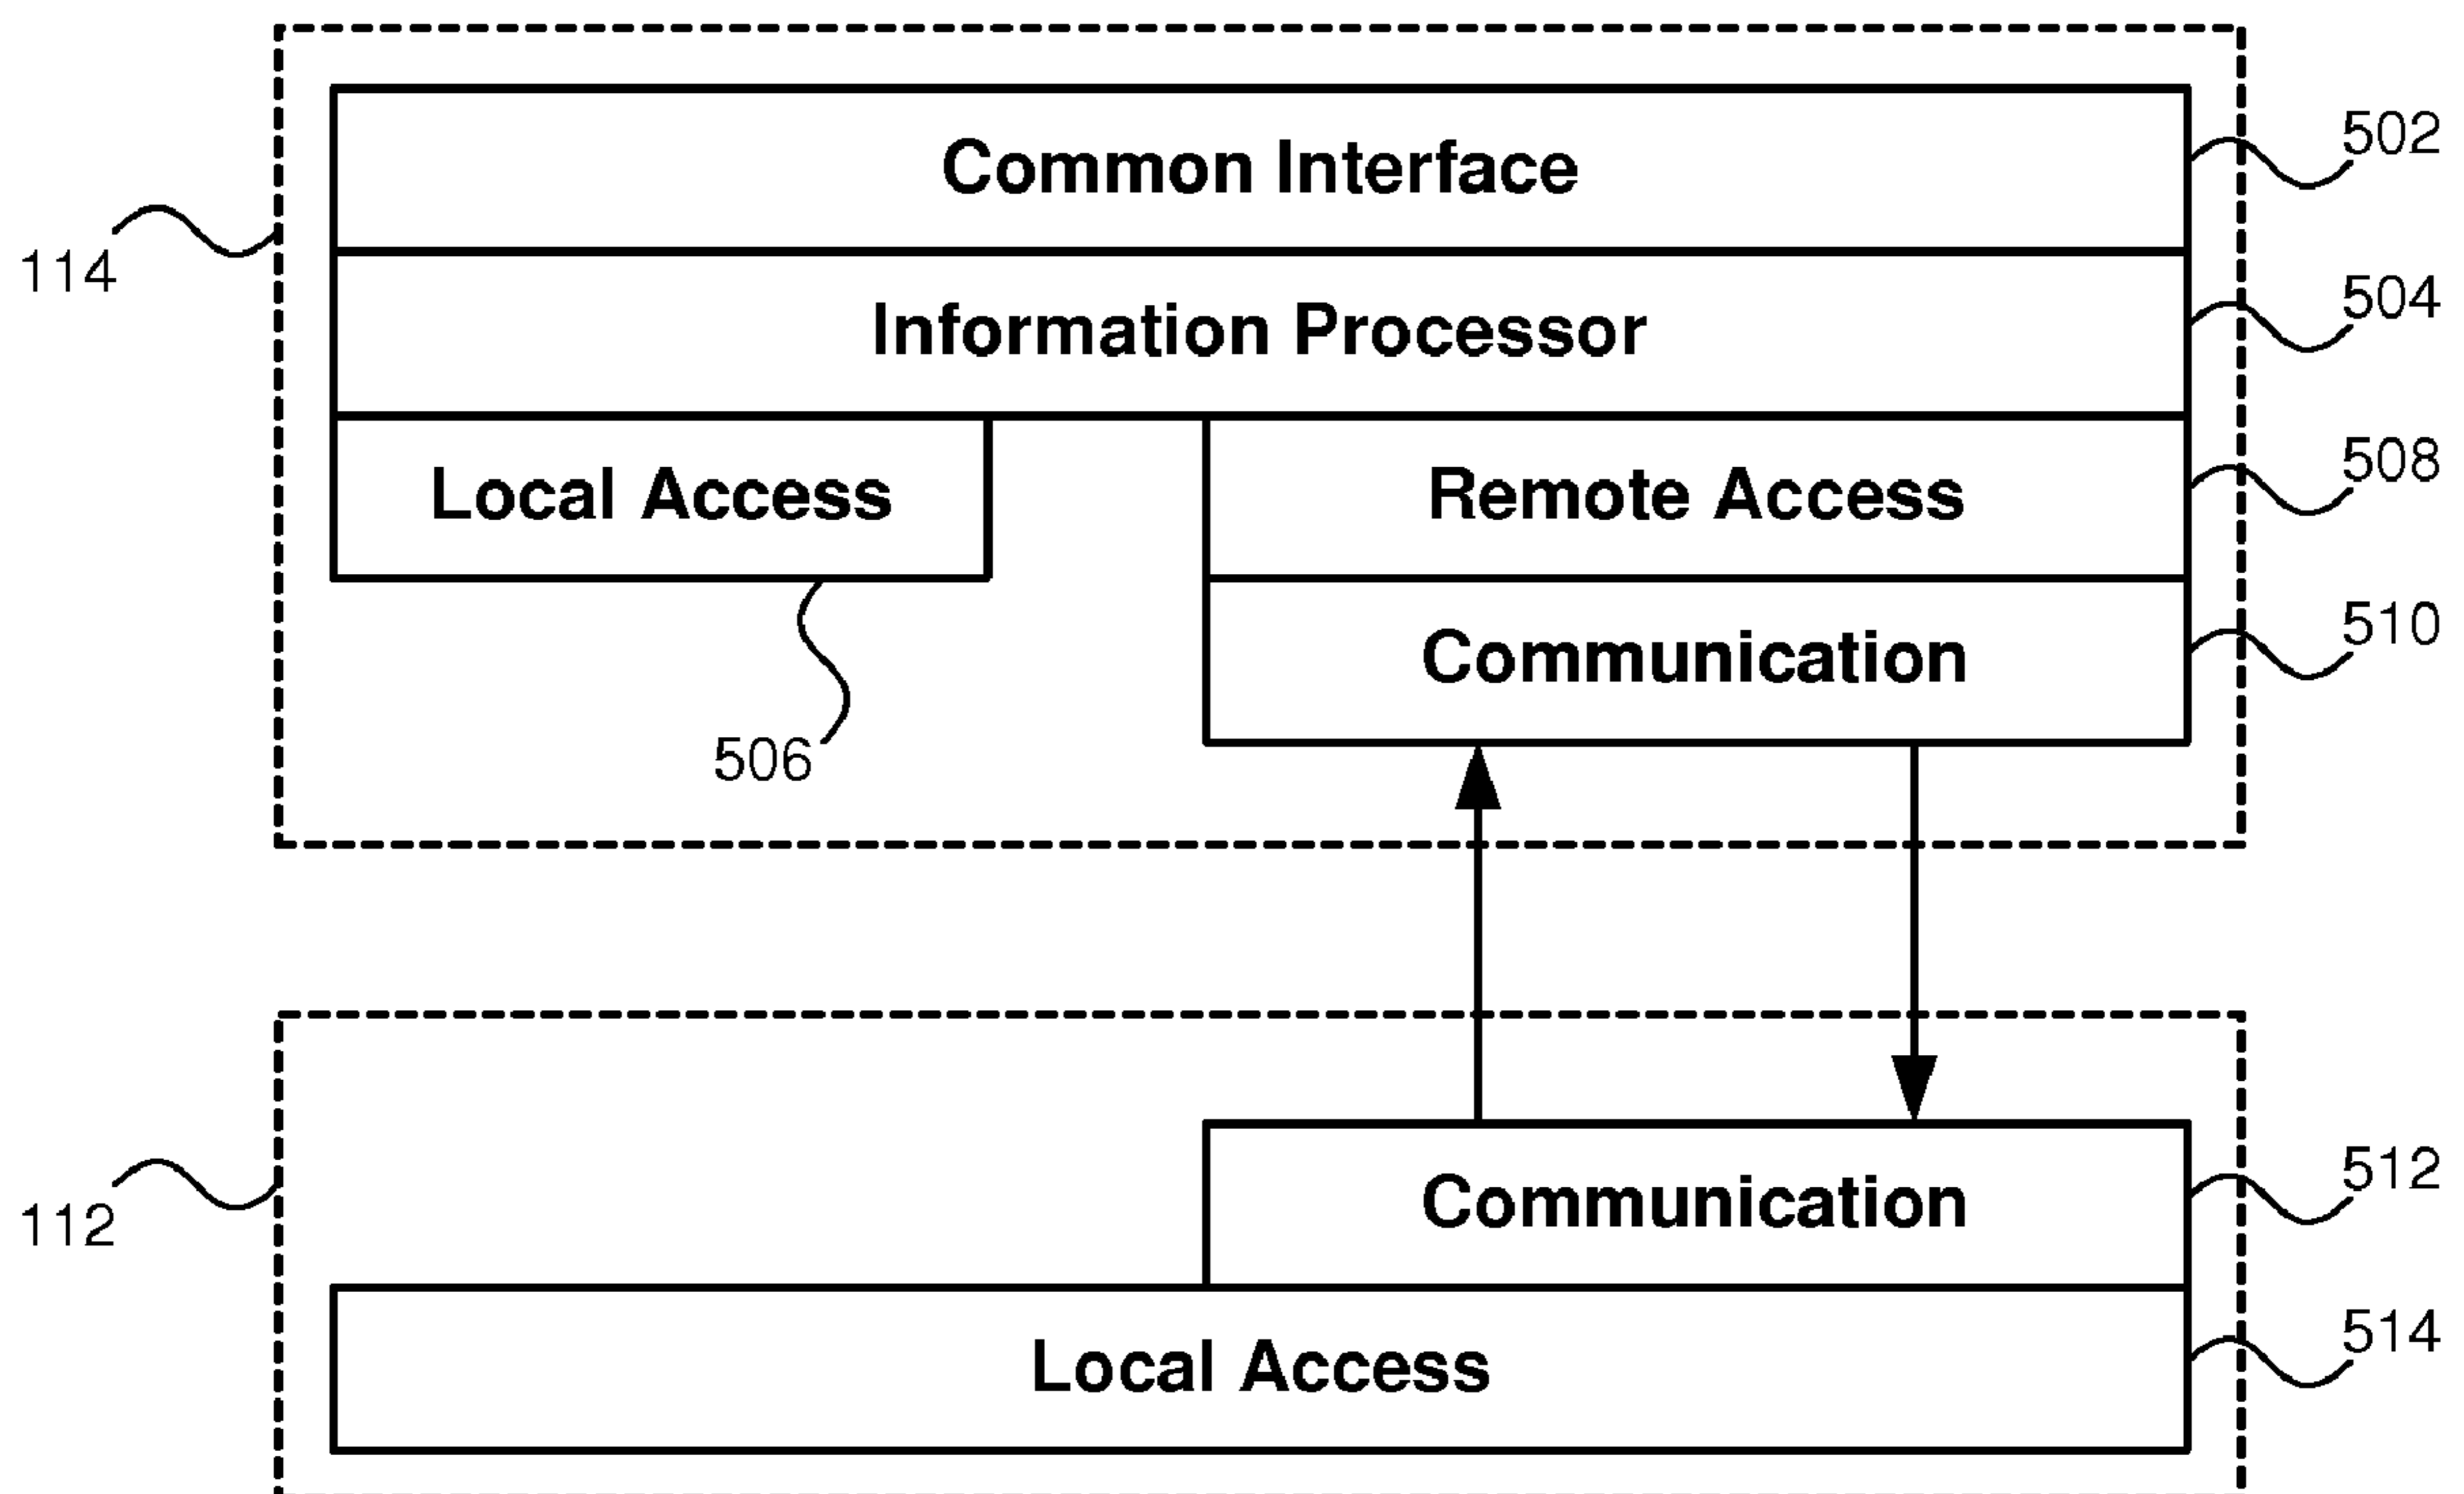 Common Interface
502
114
Information Processor
504
Local Access
Remote Access
508
Communication
510
506
Communication
512
112
Local Access
514